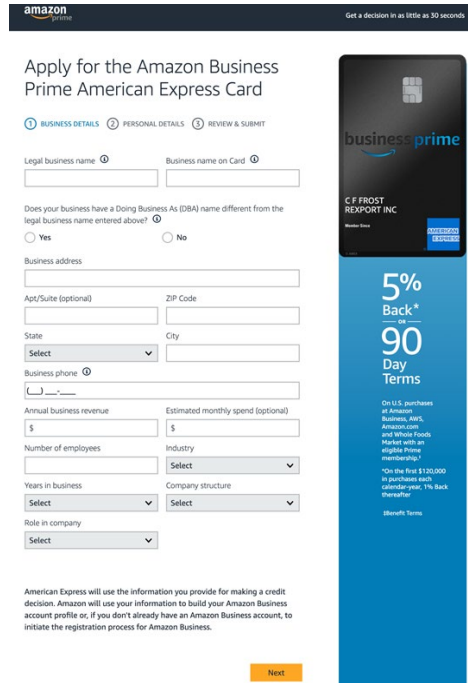 amazon
prime
Get a decision in as little as 30 seconds
Apply for the Amazon Business
Prime American Express Card
1 BUSINESS DETAILS 2 PERSONAL DETAILS 3 REVIEW & SUBMIT
Legal business name
Business name on Card
Does your business have a Doing Business As (DBA) name different from the
legal business name entered above?
Yes
No
Business address
Apt/Suite (optional)
ZIP Code
State
City
Select
Business phone
(__) __-___
Annual business revenue
Estimated monthly spend (optional)
$
$
Number of employees
Industry
Select
Years in business
Company structure
Select
Select
Role in company
Select
American Express will use the information you provide for making a credit
decision. Amazon will use your information to build your Amazon Business
account profile or, if you don't already have an Amazon Business account, to
initiate the registration process for Amazon Business.
Next
business prime
C F FROST
REXPORT INC
Member Since
AMERICAN
EXPRESS
5%
Back*
OR
90
Day
Terms
On U.S. purchases
at Amazon
Business, AWS,
Amazon.com
and Whole Foods
Market with an
eligible Prime
membership.‡
*On the first $120,000
in purchases each
calendar-year, 1% Back
thereafter
‡Benefit Terms